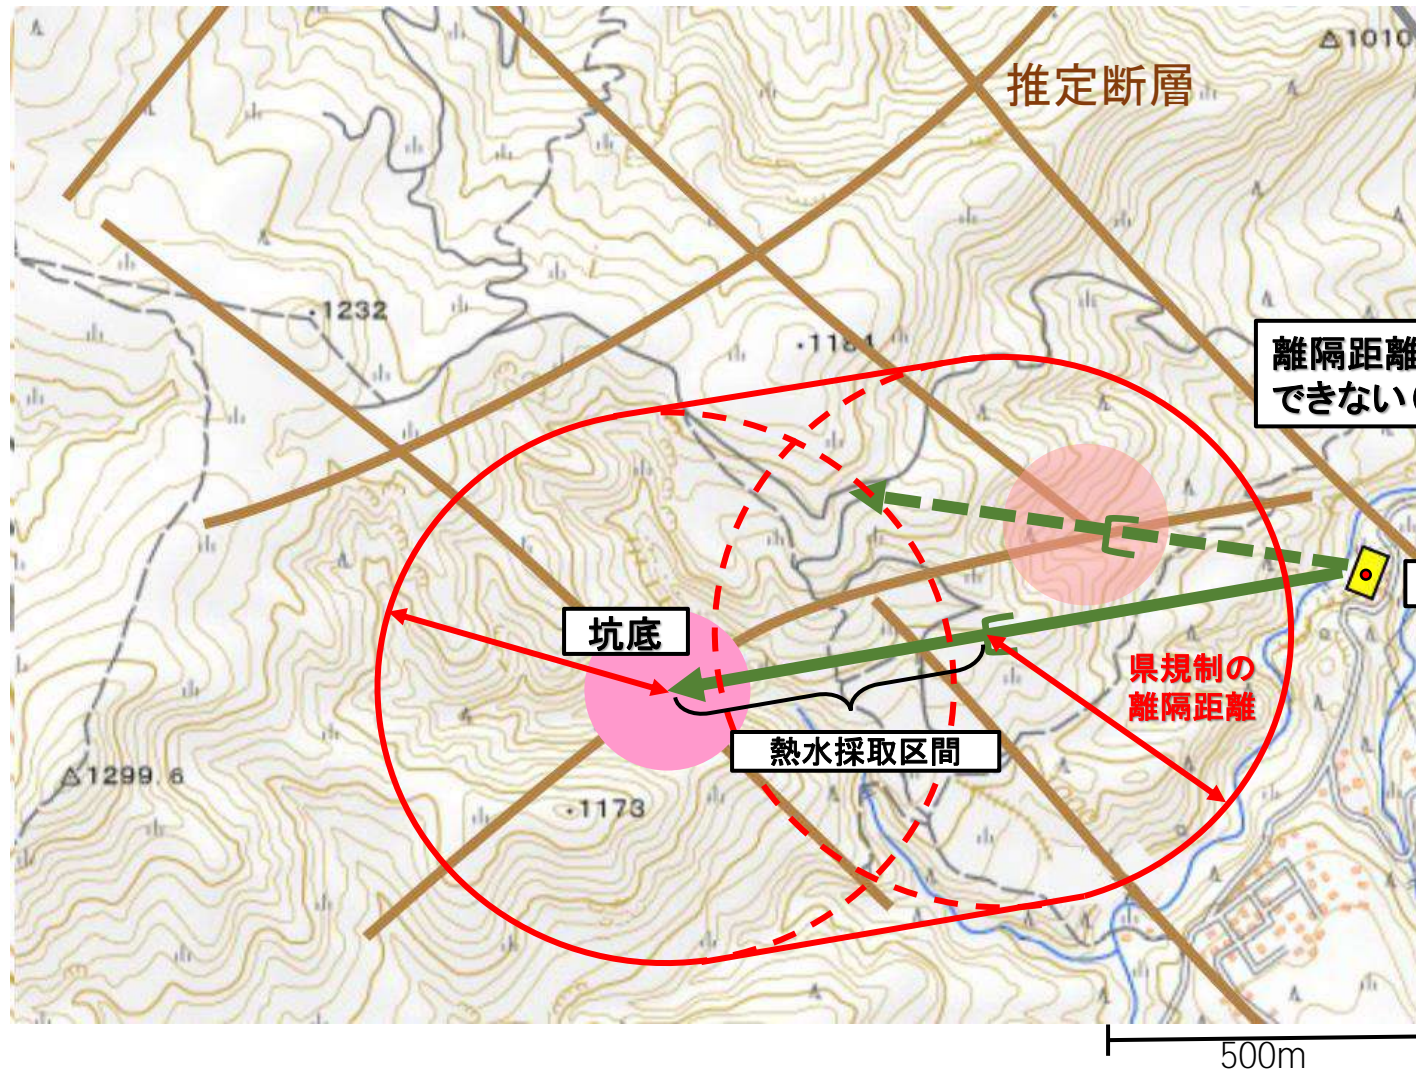 △1010
推定断層
・1232
・1184
離隔距離
できない
坑底
県規制の
離隔距離
熱水採取区間
△1299.6
・1173
500m